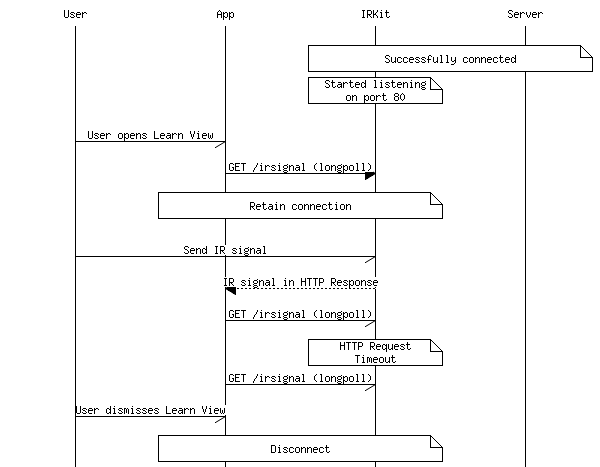 User App IRKit Server
Successfully connected
Started listening
on port 80
User opens Learn View
GET /irsignal (longpoll)
Retain connection
Send IR signal
IR signal in HTTP Response
GET /irsignal (longpoll)
HTTP Request
Timeout
GET /irsignal (longpoll)
User dismisses Learn View
Disconnect